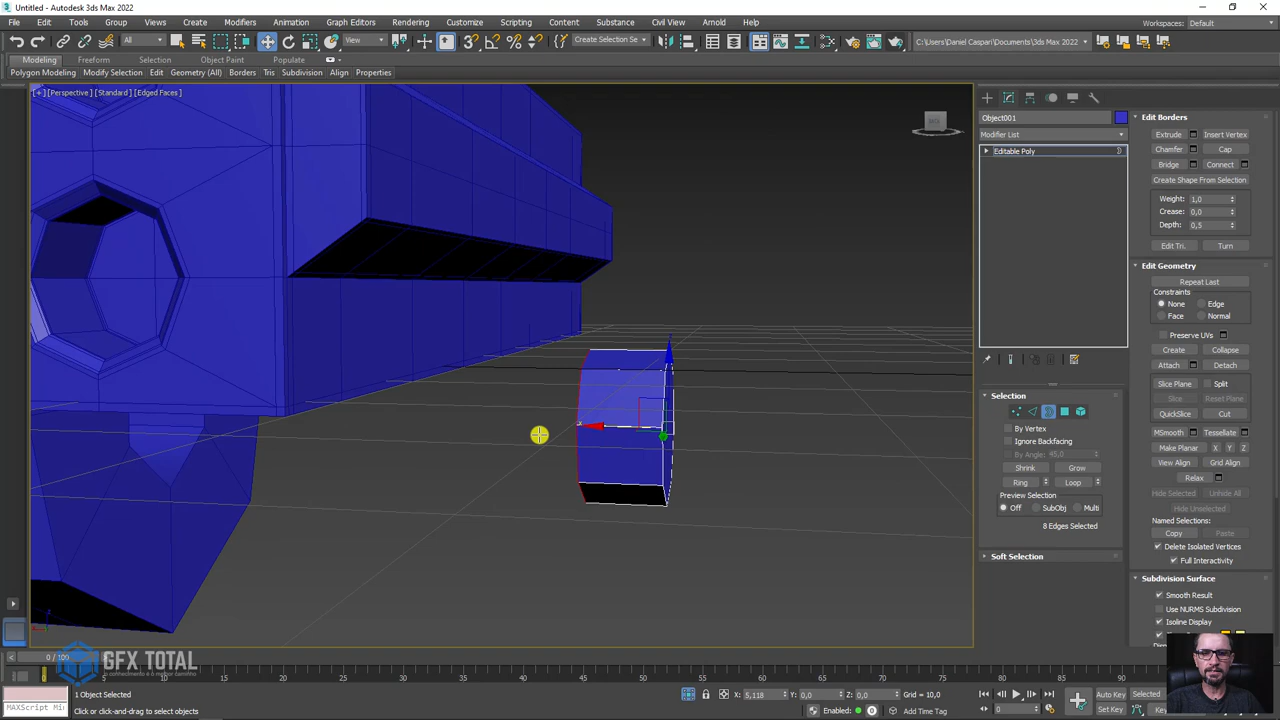 Untitled - Autodesk 3ds Max 2022
File Edit Tools Group Views Create Modifiers Animation Graph Editors Rendering Customize Scripting Content Substance Civil View Arnold Help
Workspaces: Default
All View Create Selection Se C:\Users\Daniel Caspari\Documents\3ds Max 2022
Modeling Freeform Selection Object Paint Populate
Polygon Modeling Modify Selection Edit Geometry (All) Borders Tris Subdivision Align Properties
[+] [Perspective] [Standard] [Edged Faces]
Object001
Modifier List
Editable Poly
Selection
By Vertex
Ignore Backfacing
By Angle: 45,0
Shrink Grow
Ring Loop
Preview Selection
Off SubObj Multi
8 Edges Selected
Soft Selection
Edit Borders
Extrude Insert Vertex
Chamfer Cap
Bridge Connect
Create Shape From Selection
Weight: 1,0
Crease: 0,0
Depth: 0,5
Edit Tri. Turn
Edit Geometry
Repeat Last
Constraints
None Edge
Face Normal
Preserve UVs
Create Collapse
Attach Detach
Slice Plane Split
Slice Reset Plane
QuickSlice Cut
MSmooth Tessellate
Make Planar X Y Z
View Align Grid Align
Relax
Hide Selected Unhide All
Hide Unselected
Named Selections:
Copy Paste
Delete Isolated Vertices
Full Interactivity
Subdivision Surface
Smooth Result
Use NURMS Subdivision
Isoline Display
x
GFX TOTAL
0 / 100
0 15 20 25 30 35 40 45 50 55 60 65 70 75 80 85 90
1 Object Selected
Click or click-and-drag to select objects
MAXScript Mi
X: 5,118 Y: 0,0 Z: 0,0 Grid = 10,0
Enabled: Add Time Tag
0
Auto Key Selected
Set Key